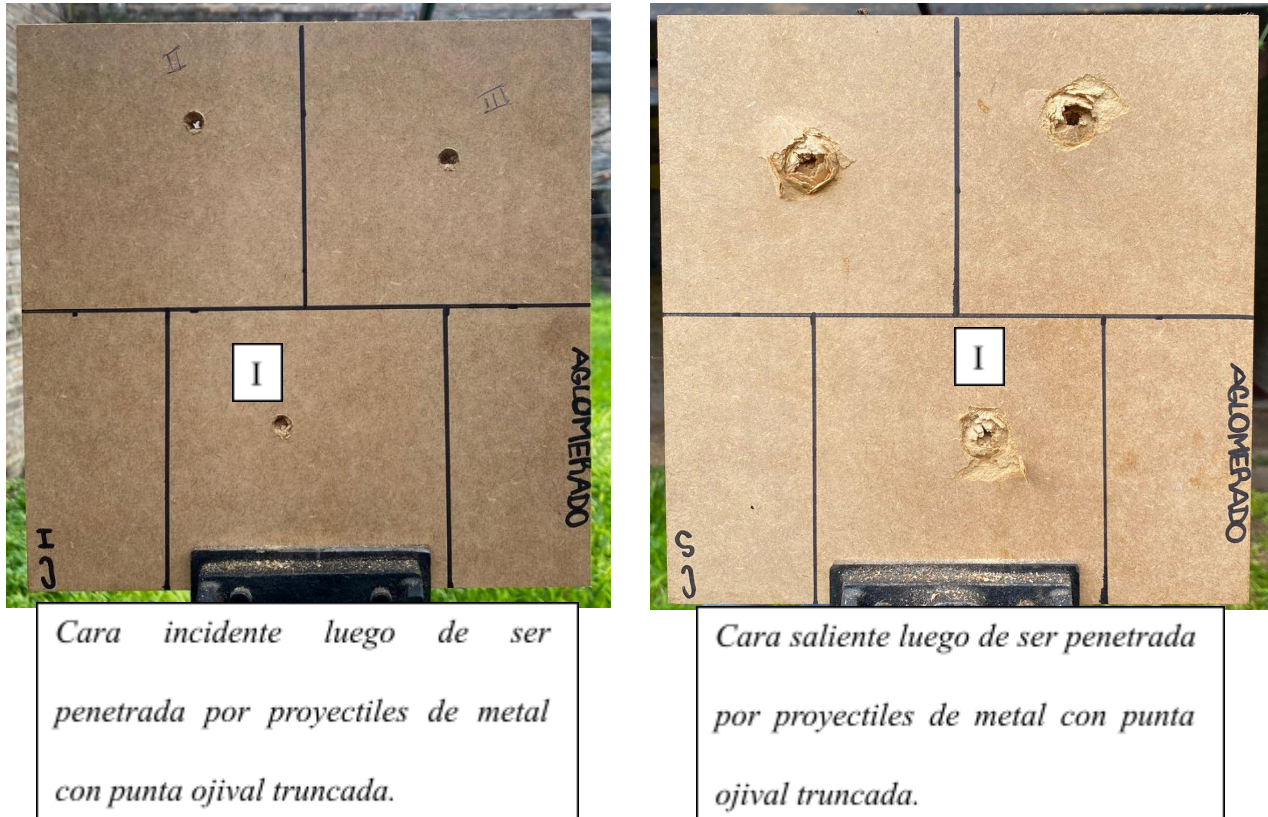 II
III
I
AGLOMERADO
I
J
Cara incidente luego de ser
penetrada por proyectiles de metal
con punta ojival truncada.
I
AGLOMERADO
S
J
Cara saliente luego de ser penetrada
por proyectiles de metal con punta
ojival truncada.